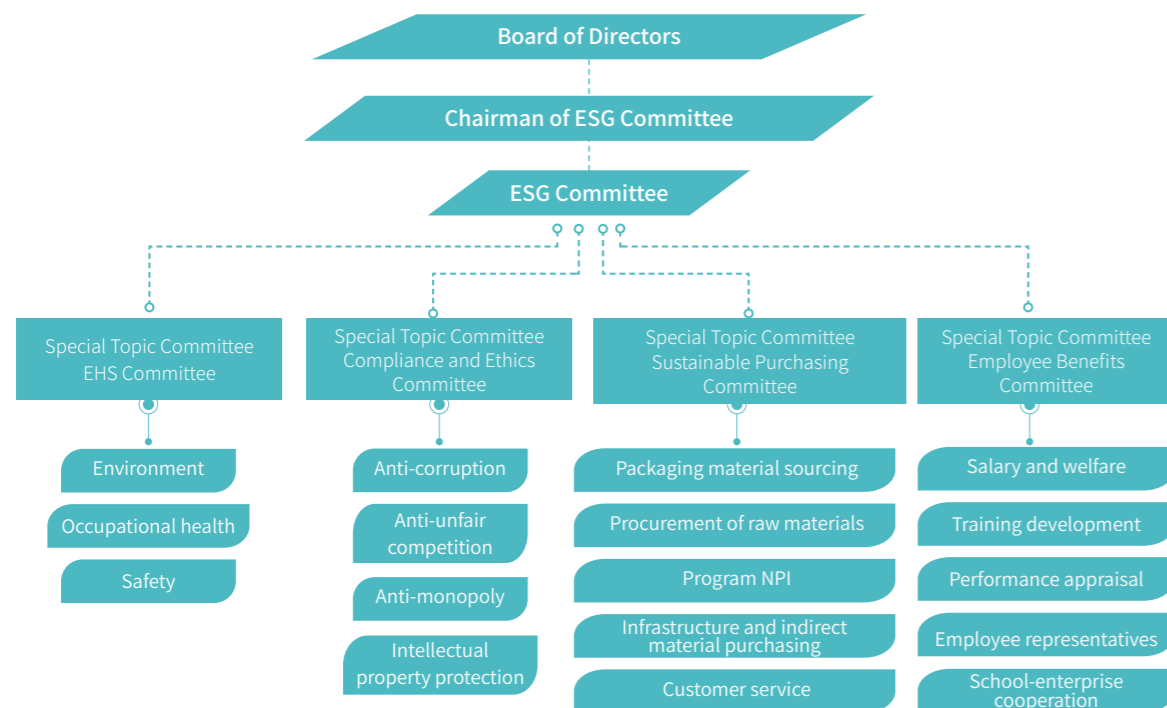 Board of Directors
Chairman of ESG Committee
ESG Committee
Special Topic Committee
EHS Committee
Environment
Occupational health
Safety
Special Topic Committee
Compliance and Ethics
Committee
Anti-corruption
Anti-unfair
competition
Anti-monopoly
Intellectual
property protection
Special Topic Committee
Sustainable Purchasing
Committee
Packaging material sourcing
Procurement of raw materials
Program NPI
Infrastructure and indirect
material purchasing
Customer service
Special Topic Committee
Employee Benefits
Committee
Salary and welfare
Training development
Performance appraisal
Employee representatives
School-enterprise
cooperation